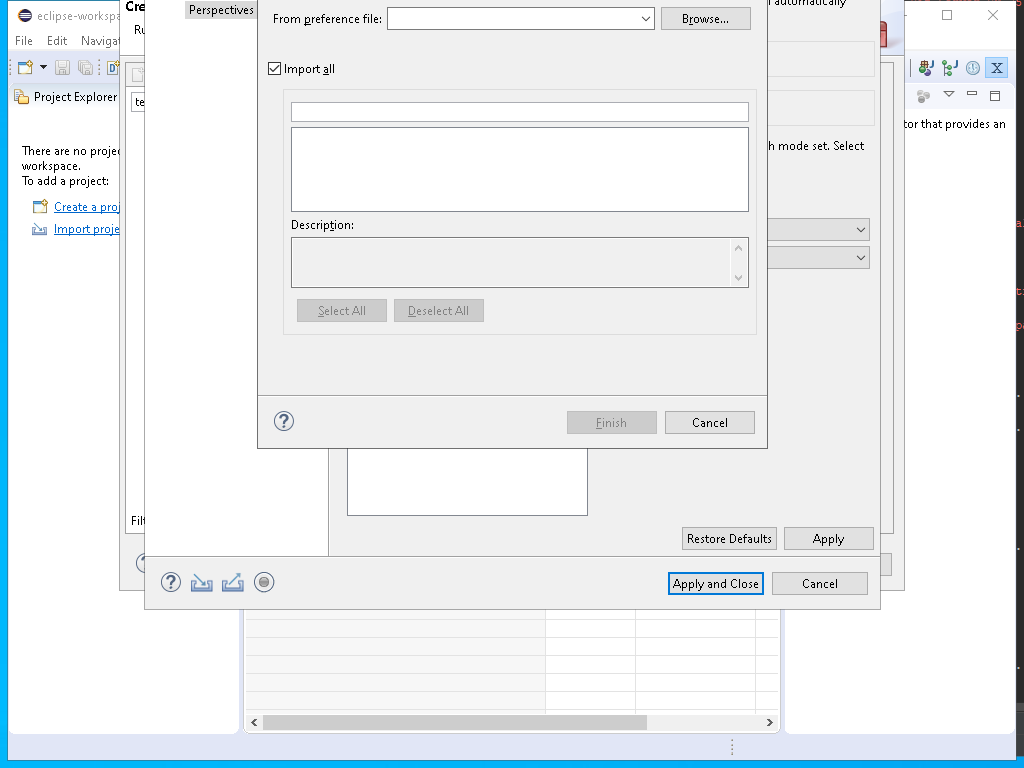 eclipse-workspa
Cre
Perspectives
automatically
Ru
From preference file:
Browse...
File Edit Navigat
Import all
Project Explorer
te
tor that provides an
h mode set. Select
There are no projec
workspace.
To add a project:
Create a proj
Import proje
Description:
Select All
Deselect All
Finish
Cancel
Filt
Restore Defaults
Apply
Apply and Close
Cancel